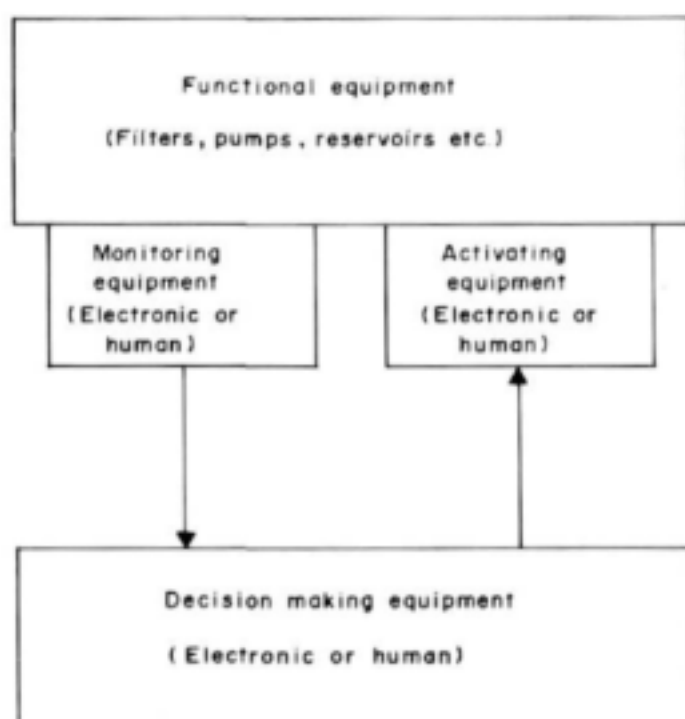 Functional equipment
(Filters, pumps, reservoirs etc.)
Monitoring
equipment
(Electronic or
human)
Activating
equipment
(Electronic or
human)
Decision making equipment
(Electronic or human)